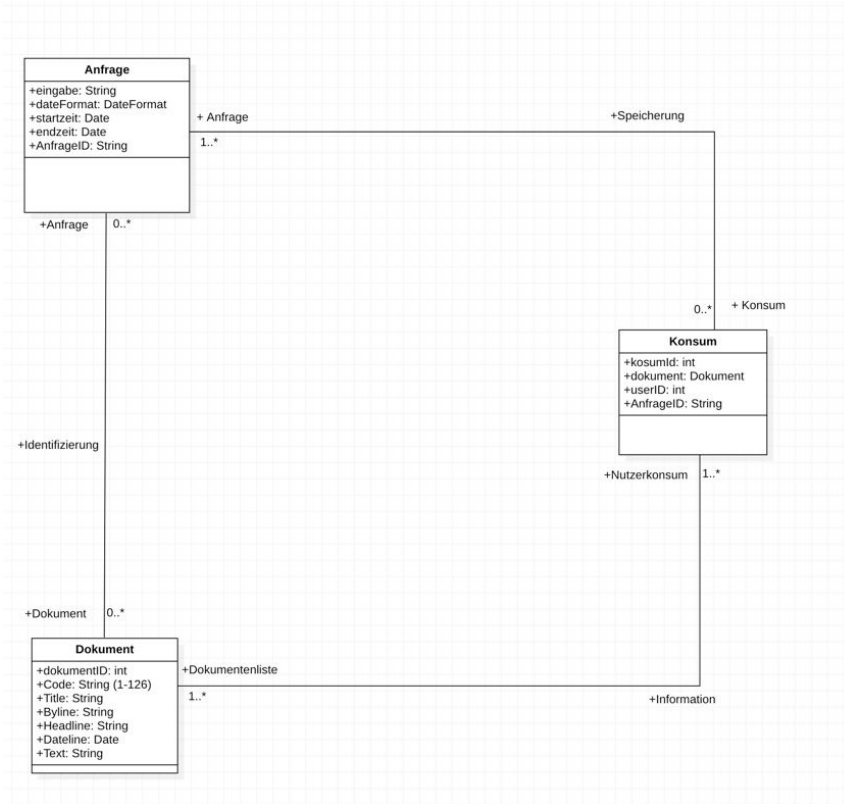 Anfrage
+eingabe: String
+dateFormat: DateFormat
+startzeit: Date
+endzeit: Date
+AnfrageID: String
+ Anfrage
1..*
+Speicherung
+Anfrage
0..*
0..*
+ Konsum
Konsum
+kosumId: int
+dokument: Dokument
+userID: int
+AnfrageID: String
+Identifizierung
+Nutzerkonsum
1..*
+Dokument
0..*
Dokument
+dokumentID: int
+Code: String (1-126)
+Title: String
+Byline: String
+Headline: String
+Dateline: Date
+Text: String
+Dokumentenliste
1..*
+Information